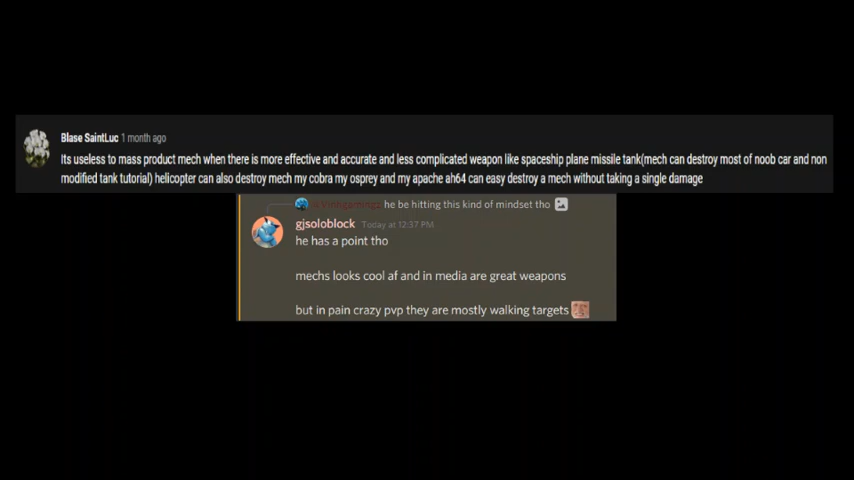 Blase SaintLuc 1 month ago
Its useless to mass product mech when there is more effective and accurate and less complicated weapon like spaceship plane missile tank(mech can destroy most of noob car and non
modified tank tutorial) helicopter can also destroy mech my cobra my osprey and my apache ah64 can easy destroy a mech without taking a single damage
he be hitting this kind of mindset tho
gjsoloblock Today at 12:37 PM
he has a point tho
mechs looks cool af and in media are great weapons
but in pain crazy pvp they are mostly walking targets